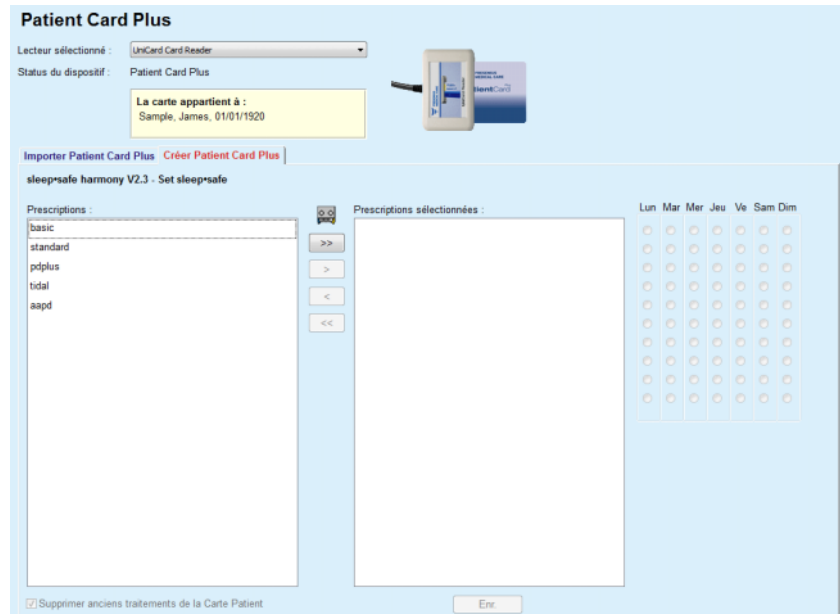 Patient Card Plus
Lecteur sélectionné :
UniCard Card Reader
Status du dispositif :
Patient Card Plus
La carte appartient à :
Sample, James, 01/01/1920
Importer Patient Card Plus
Créer Patient Card Plus
sleep•safe harmony V2.3 - Set sleep•safe
Prescriptions :
basic
standard
pdplus
tidal
aapd
>>
>
<
<<
Prescriptions sélectionnées :
Lun Mar Mer Jeu Ve Sam Dim
Supprimer anciens traitements de la Carte Patient
Enr.